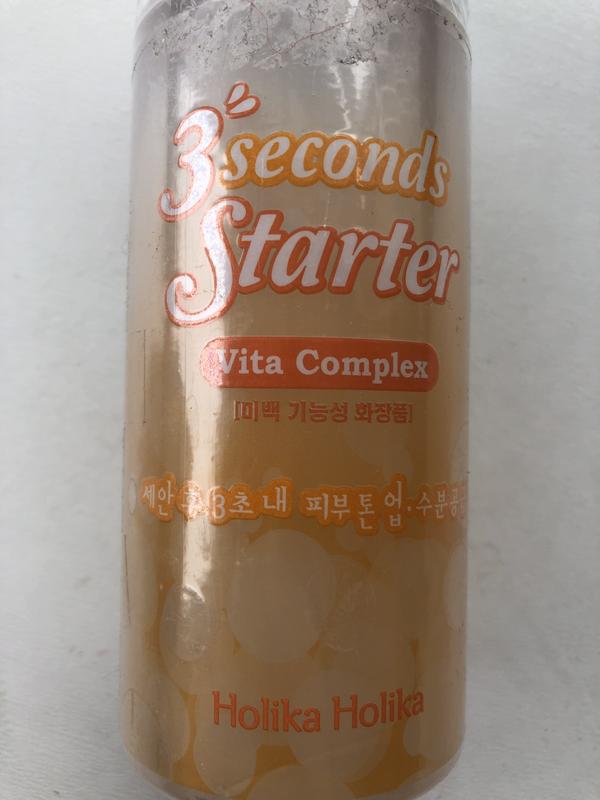 3 seconds
Starter
Vita Complex
[미백 기능성 화장품]
세안 후 3초 내 피부톤 업·수분공급
Holika Holika